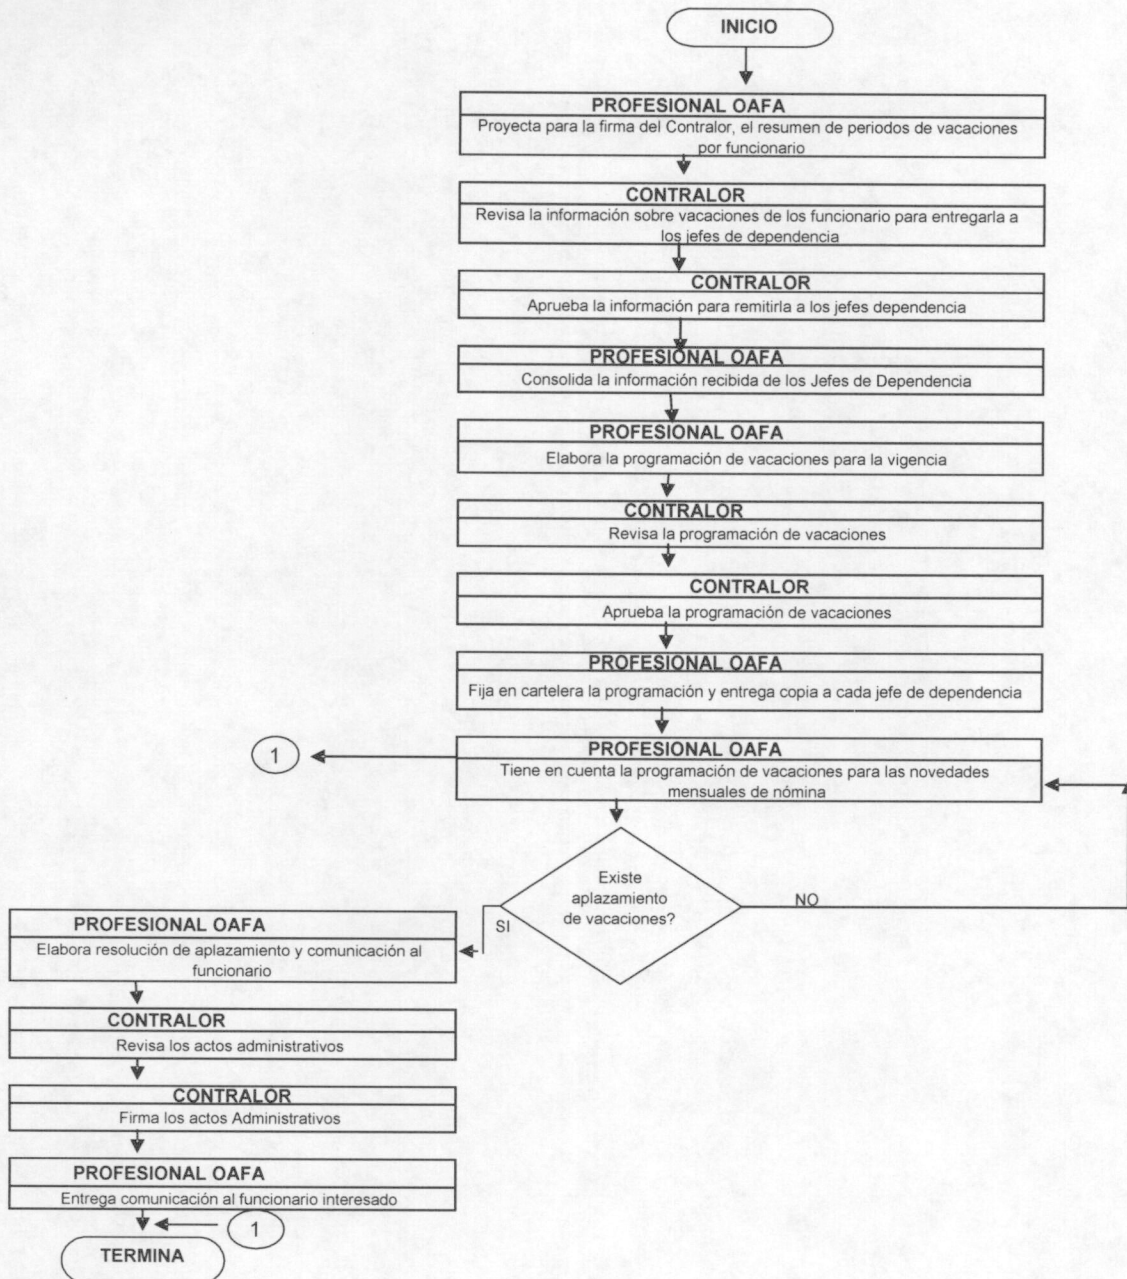 INICIO
PROFESIONAL OAFA
Proyecta para la firma del Contralor, el resumen de periodos de vacaciones
por funcionario
CONTRALOR
Revisa la información sobre vacaciones de los funcionario para entregarla a
los jefes de dependencia
CONTRALOR
Aprueba la información para remitirla a los jefes dependencia
PROFESIONAL OAFA
Consolida la información recibida de los Jefes de Dependencia
PROFESIONAL OAFA
Elabora la programación de vacaciones para la vigencia
CONTRALOR
Revisa la programación de vacaciones
CONTRALOR
Aprueba la programación de vacaciones
PROFESIONAL OAFA
Fija en cartelera la programación y entrega copia a cada jefe de dependencia
1
PROFESIONAL OAFA
Tiene en cuenta la programación de vacaciones para las novedades
mensuales de nómina
Existe
aplazamiento
de vacaciones?
NO
SI
PROFESIONAL OAFA
Elabora resolución de aplazamiento y comunicación al
funcionario
CONTRALOR
Revisa los actos administrativos
CONTRALOR
Firma los actos Administrativos
PROFESIONAL OAFA
Entrega comunicación al funcionario interesado
1
TERMINA